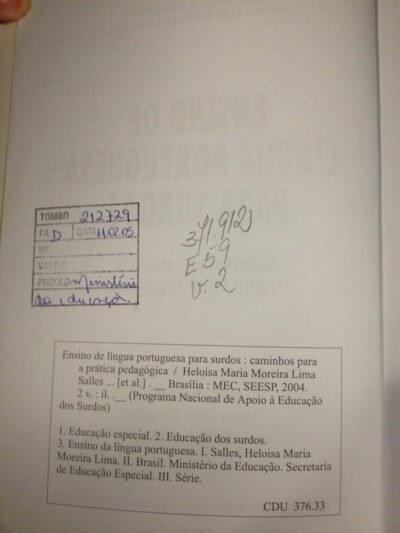 TOMBO 212729
FA D DATA 11.02.05
NF
VALOR
PROSED Ministério
da Educação
371.912
E 59
v. 2
Ensino de língua portuguesa para surdos : caminhos para
a prática pedagógica / Heloisa Maria Moreira Lima
Salles ... [et al.] . __ Brasília : MEC, SEESP, 2004.
2 v. : il. __ (Programa Nacional de Apoio à Educação
dos Surdos)
1. Educação especial. 2. Educação dos surdos.
3. Ensino da língua portuguesa. I. Salles, Heloisa Maria
Moreira Lima. II. Brasil. Ministério da Educação. Secretaria
de Educação Especial. III. Série.
CDU 376.33